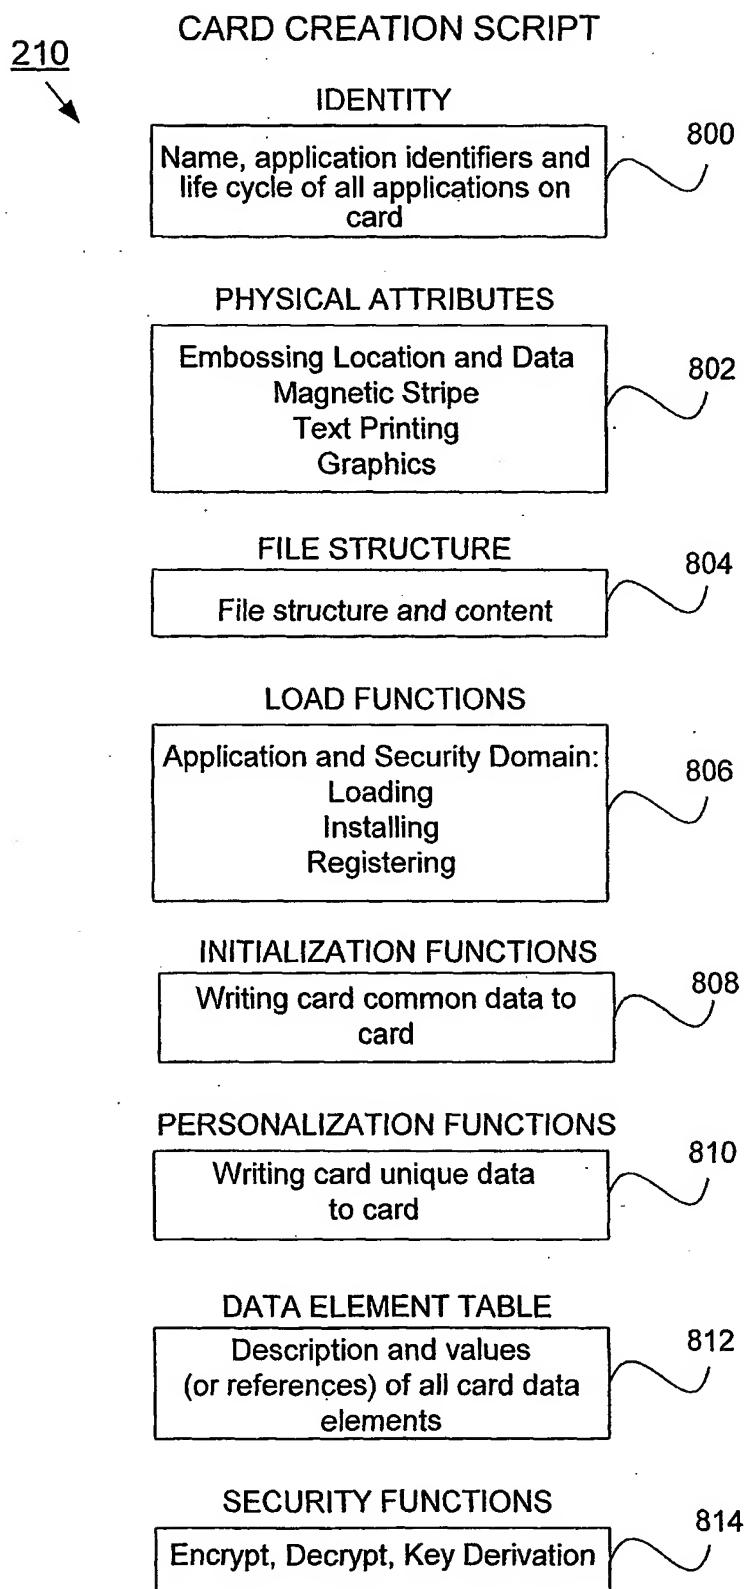 CARD CREATION SCRIPT
210
IDENTITY
800
Name, application identifiers and
life cycle of all applications on
card
PHYSICAL ATTRIBUTES
802
Embossing Location and Data
Magnetic Stripe
Text Printing
Graphics
FILE STRUCTURE
804
File structure and content
LOAD FUNCTIONS
806
Application and Security Domain:
Loading
Installing
Registering
INITIALIZATION FUNCTIONS
808
Writing card common data to
card
PERSONALIZATION FUNCTIONS
810
Writing card unique data
to card
DATA ELEMENT TABLE
812
Description and values
(or references) of all card data
elements
SECURITY FUNCTIONS
814
Encrypt, Decrypt, Key Derivation